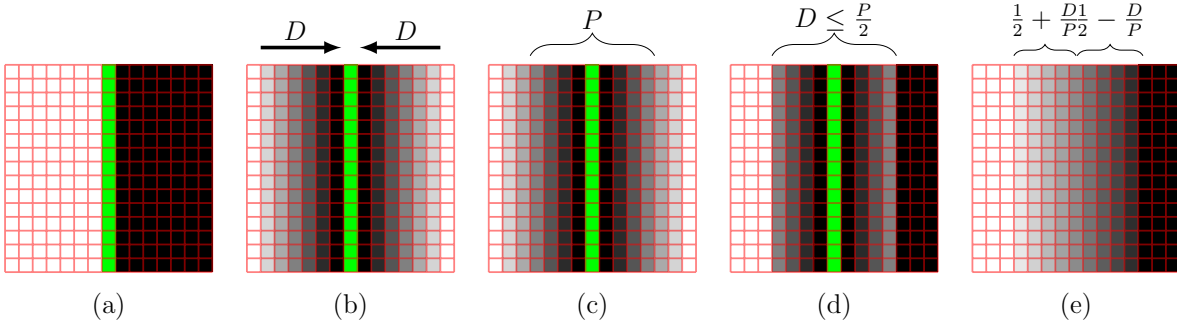 D D P D ≤ P/2 1/2 + D/P 1/2 − D/P
(a) (b) (c) (d) (e)